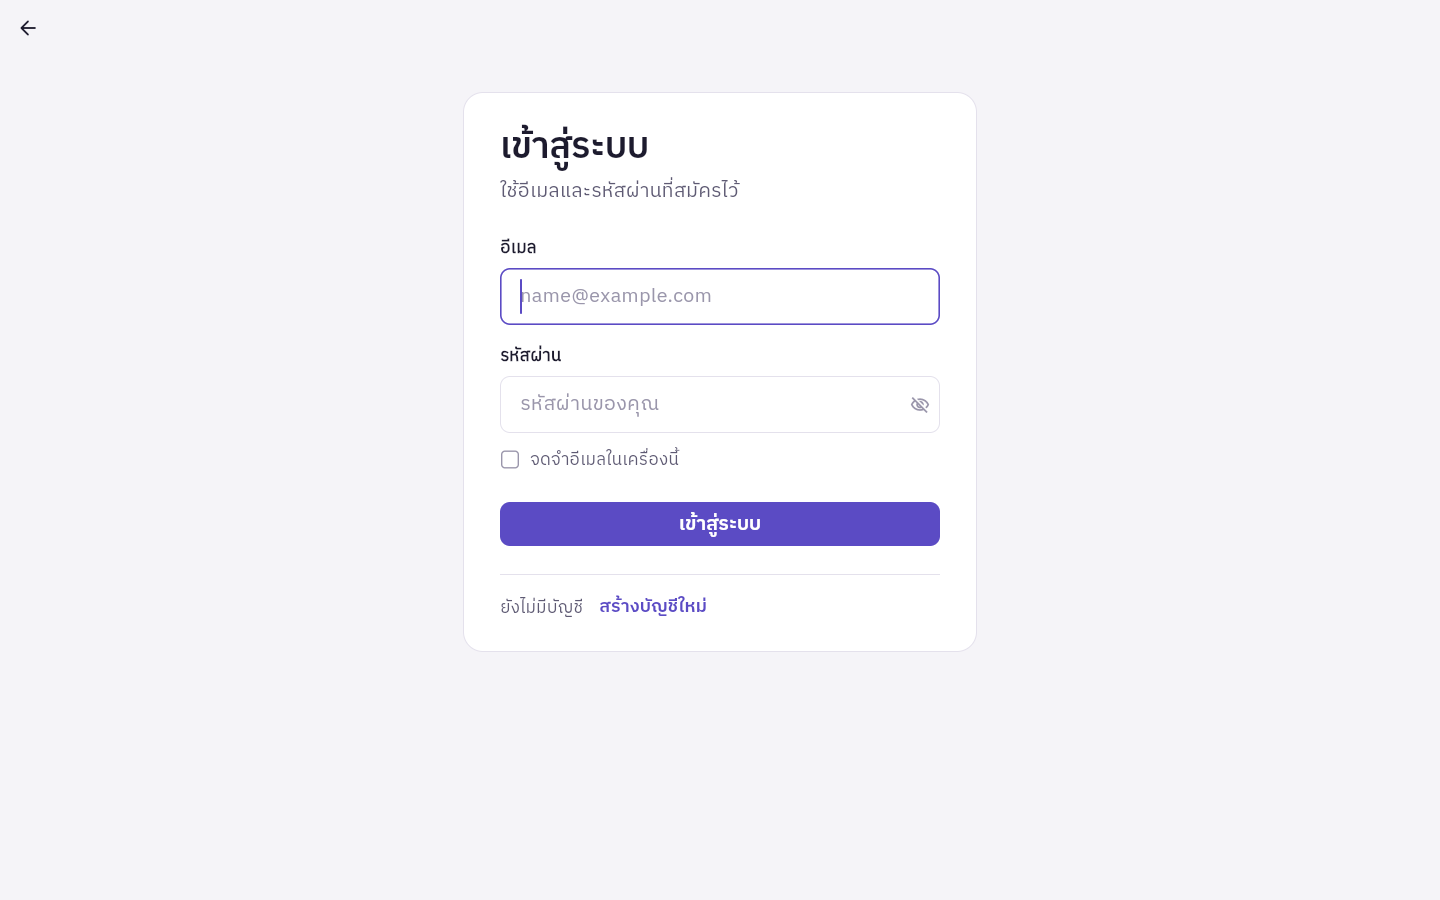 เข้าสู่ระบบ
ใช้อีเมลและรหัสผ่านที่สมัครไว้
อีเมล
name@example.com
รหัสผ่าน
รหัสผ่านของคุณ
จดจำอีเมลในเครื่องนี้
เข้าสู่ระบบ
ยังไม่มีบัญชี สร้างบัญชีใหม่